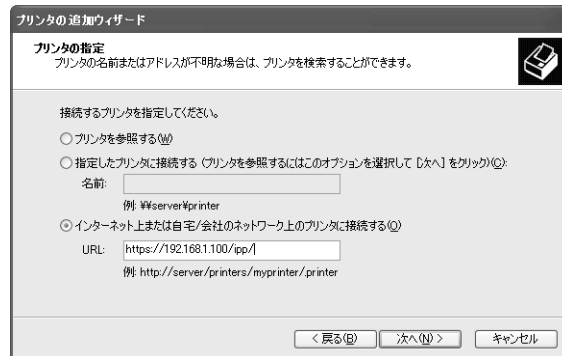 プリンタの追加ウィザード
プリンタの指定
プリンタの名前またはアドレスが不明な場合は、プリンタを検索することができます。
接続するプリンタを指定してください。
プリンタを参照する(W)
指定したプリンタに接続する (プリンタを参照するにはこのオプションを選択して [次へ] をクリック)(C):
名前:
例: ¥¥server¥printer
インターネット上または自宅/会社のネットワーク上のプリンタに接続する(O)
URL: https://192.168.1.100/ipp/
例: http://server/printers/myprinter/.printer
< 戻る(B) 次へ(N) > キャンセル